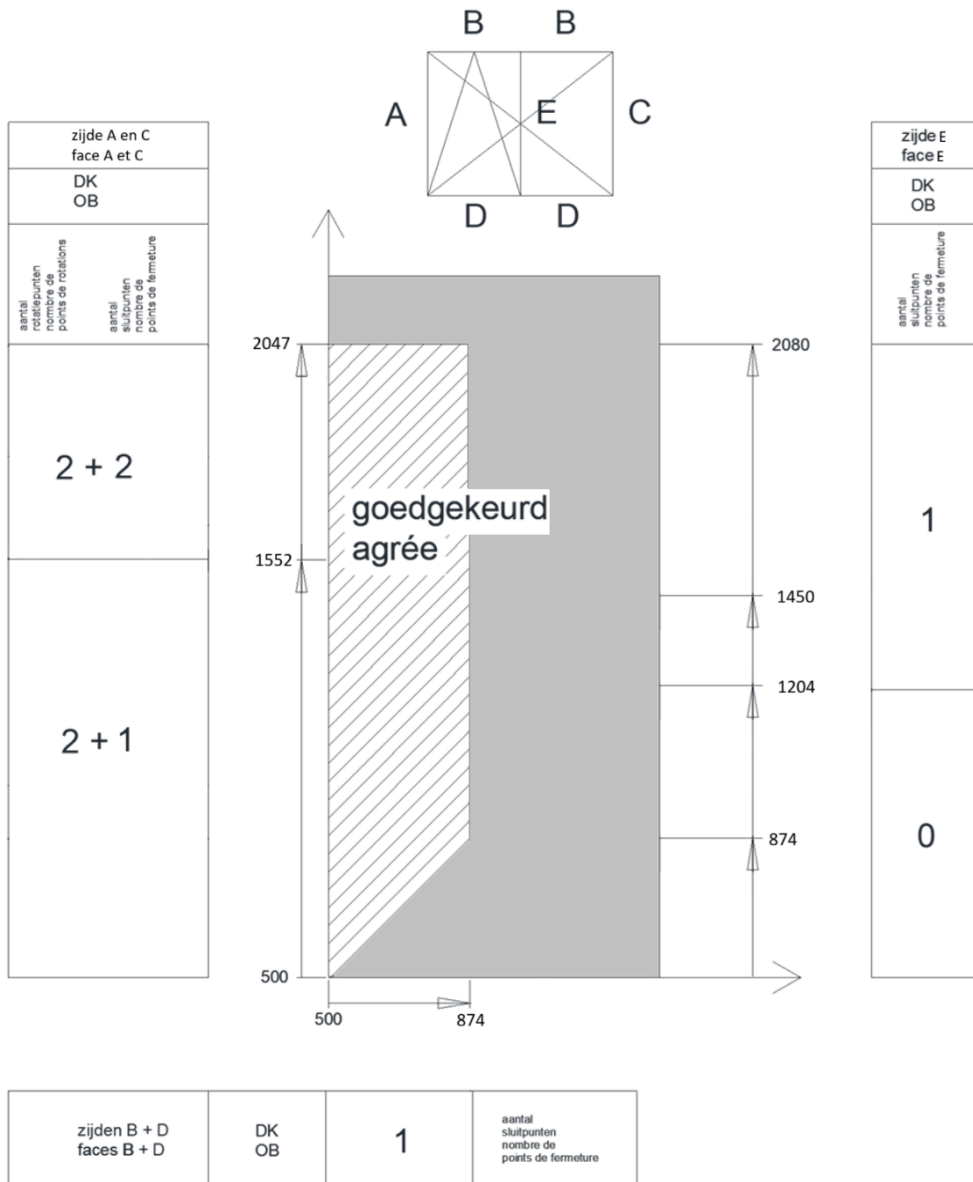 B B
A E C
D D
zijde A en C
face A et C
DK
OB
aantal
rotatiepunten
nombre de
points de rotations
aantal
sluitpunten
nombre de
points de fermeture
2 + 2
2 + 1
zijde E
face E
DK
OB
aantal
sluitpunten
nombre de
points de fermeture
1
0
2047
1552
500
goedgekeurd
agrée
2080
1450
1204
874
500 874
zijden B + D
faces B + D
DK
OB
1
aantal
sluitpunten
nombre de
points de fermeture